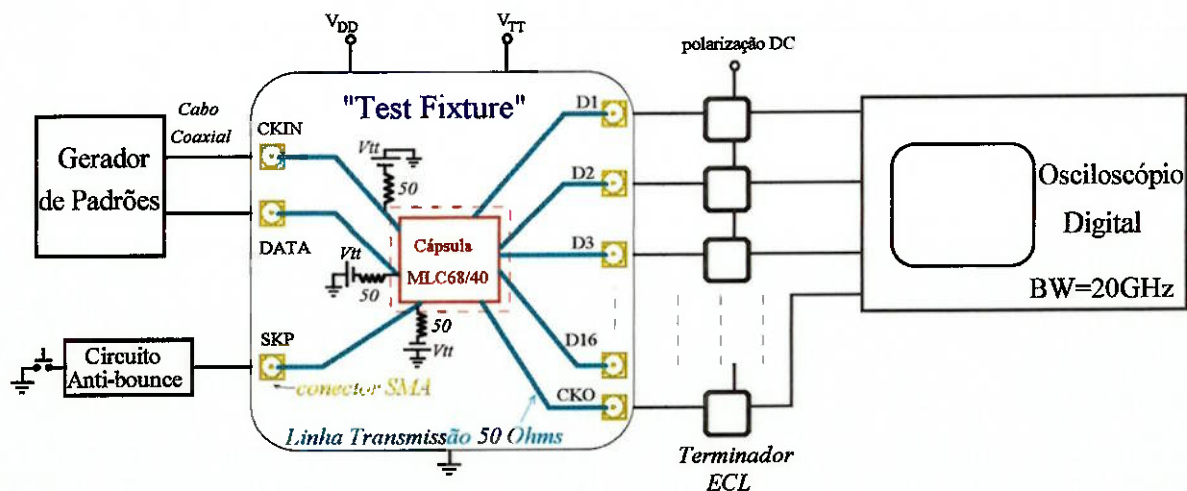 V_DD
V_TT
polarização DC
"Test Fixture"
D1
Cabo
Coaxial
CKIN
Vtt
50
Gerador
de Padrões
D2
Osciloscópio
Digital
DATA
Cápsula
MLC68/40
D3
Vtt
50
BW=20GHz
50
Vtt
SKP
D16
Circuito
Anti-bounce
conector SMA
CKO
Linha Transmissão 50 Ohms
Terminador
ECL